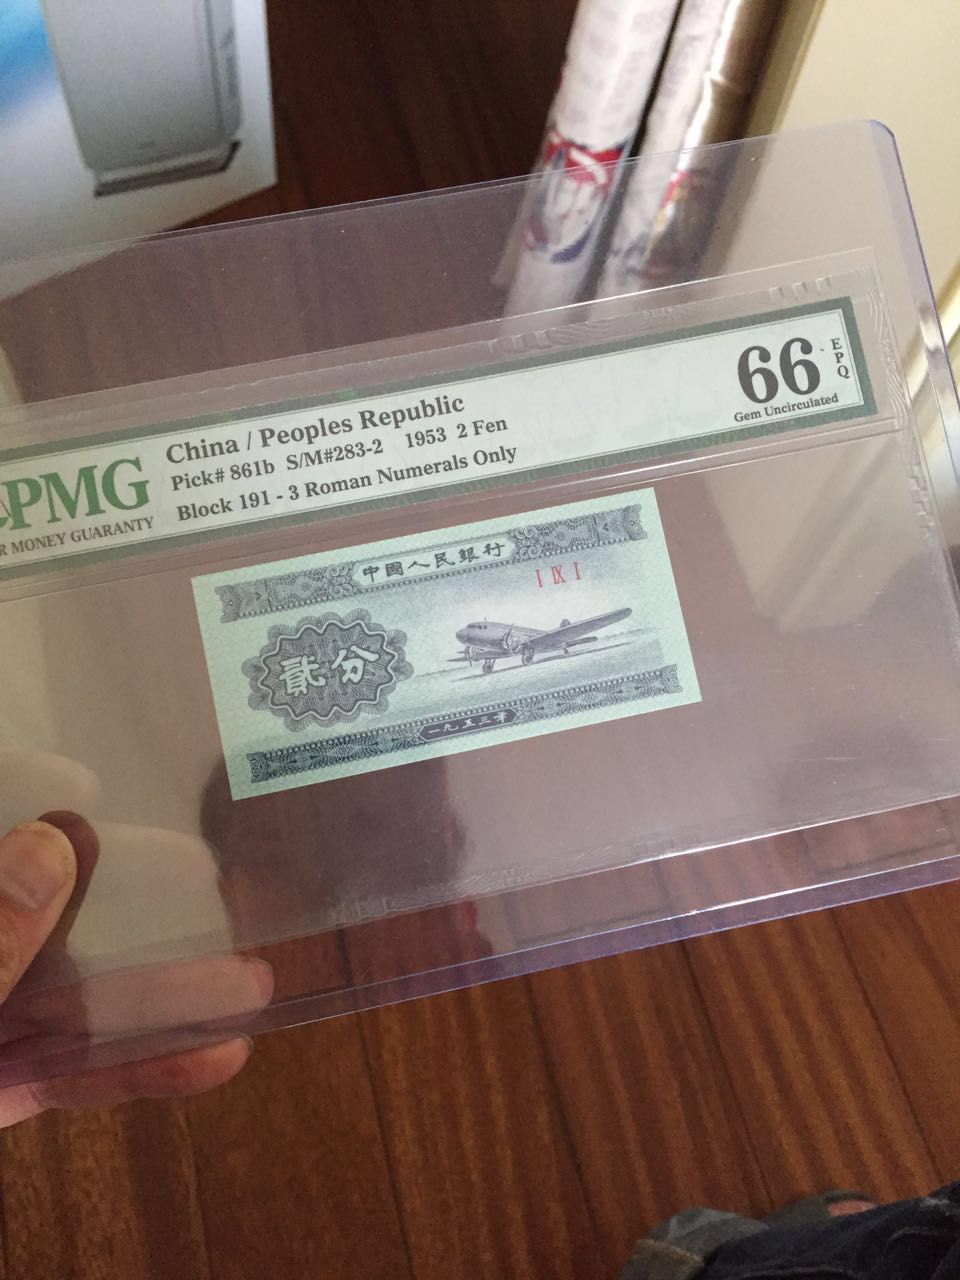 China / Peoples Republic
Pick# 861b S/M#283-2 1953 2 Fen
Block 191 - 3 Roman Numerals Only
PMG
R MONEY GUARANTY
66 EPQ
Gem Uncirculated
中國人民銀行
I IX I
貳分
一九五三年